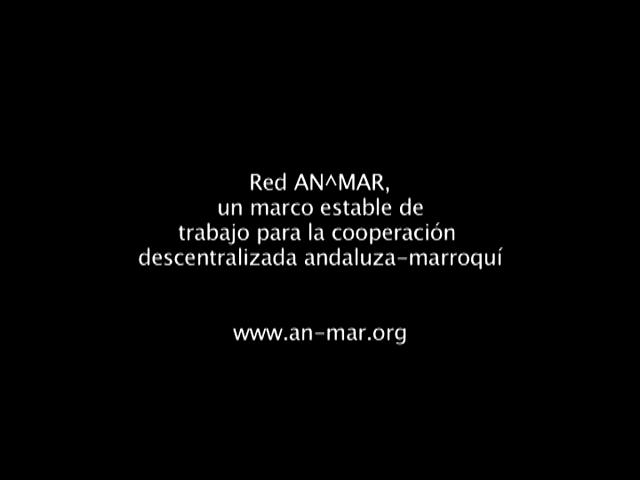 Red AN^MAR,
un marco estable de
trabajo para la cooperación
descentralizada andaluza-marroquí
www.an-mar.org